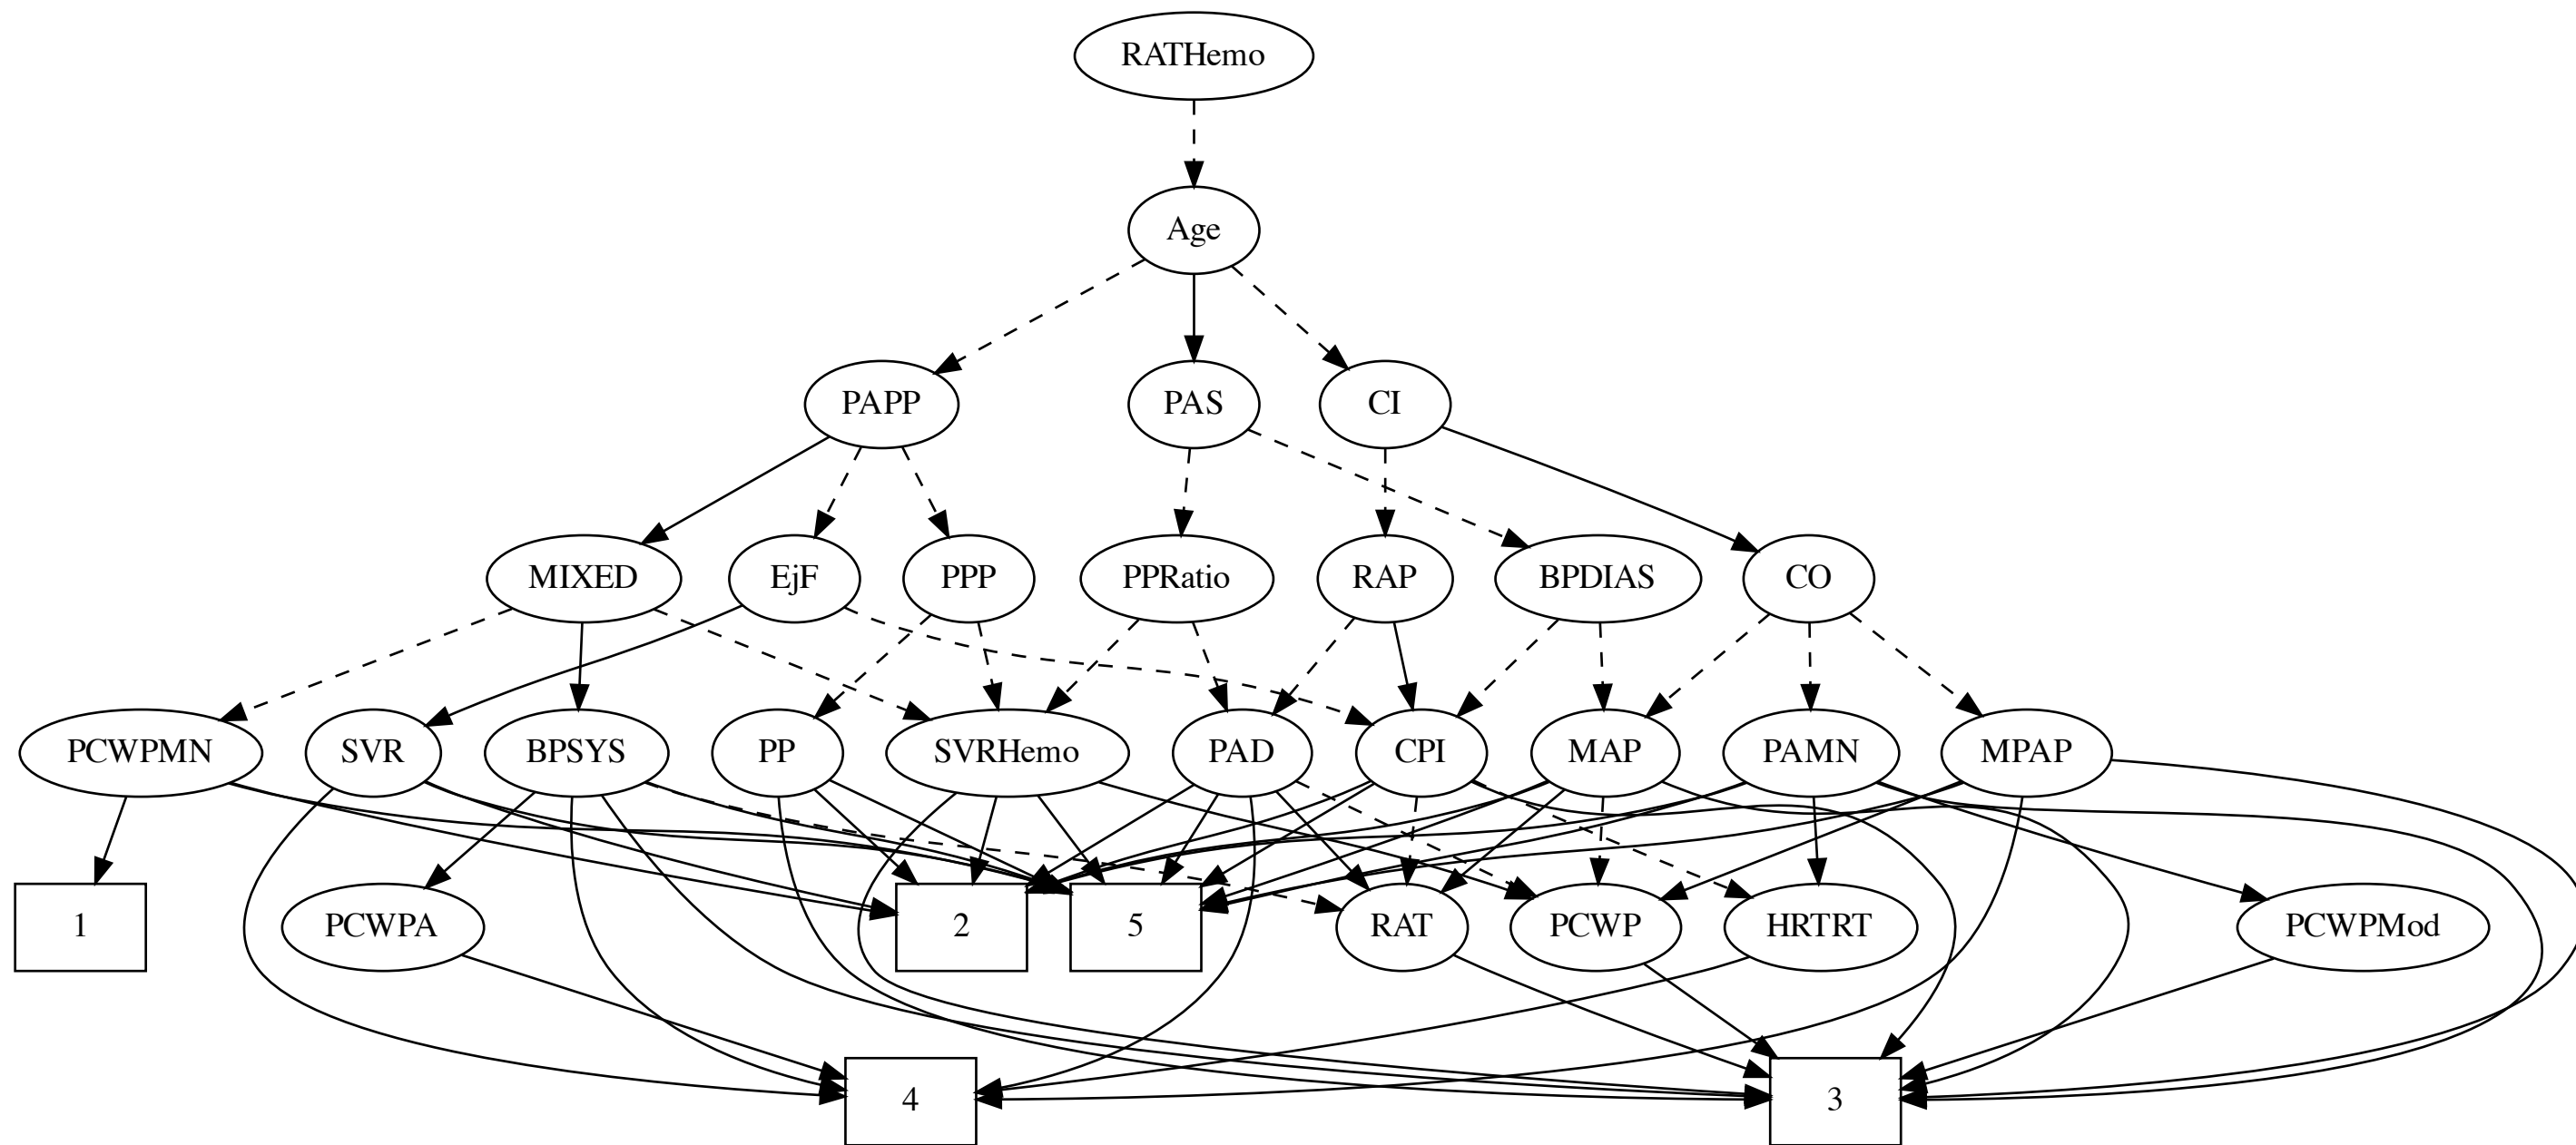 RATHemo
Age
PAPP
PAS
CI
MIXED
EjF
PPP
PPRatio
RAP
BPDIAS
CO
PCWPMN
SVR
BPSYS
PP
SVRHemo
PAD
CPI
MAP
PAMN
MPAP
1
PCWPA
2
5
RAT
PCWP
HRTRT
PCWPMod
4
3